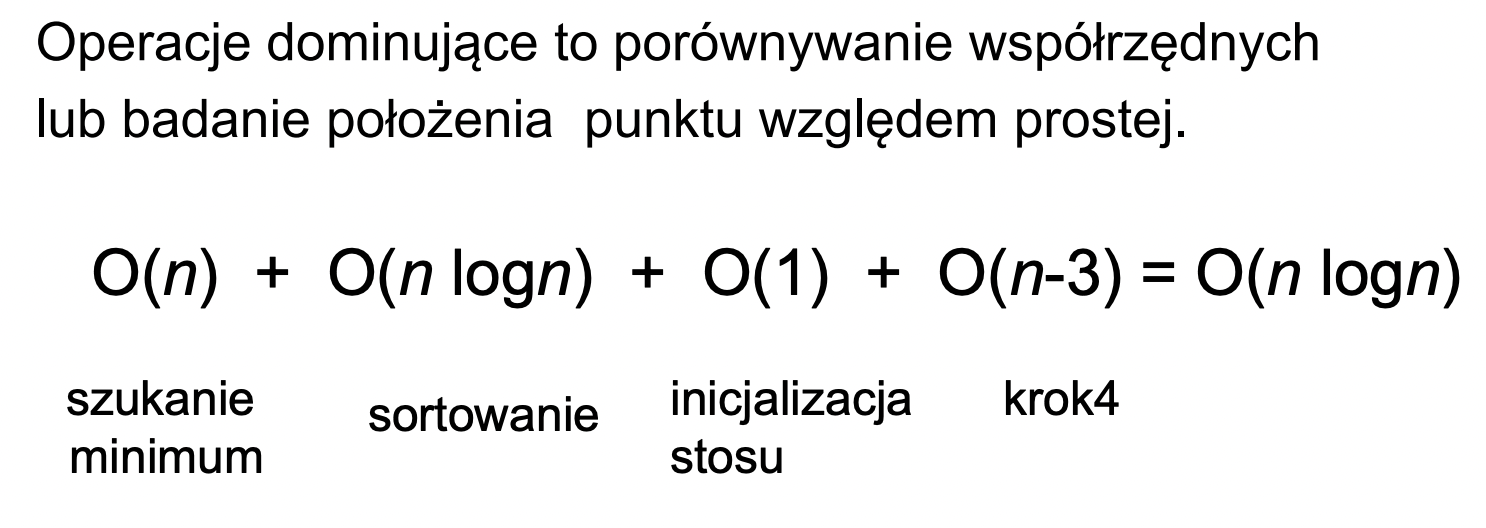 Operacje dominujące to porównywanie współrzędnych
lub badanie położenia punktu względem prostej.
O(n) + O(n logn) + O(1) + O(n-3) = O(n logn)
szukanie minimum
sortowanie
inicjalizacja stosu
krok4